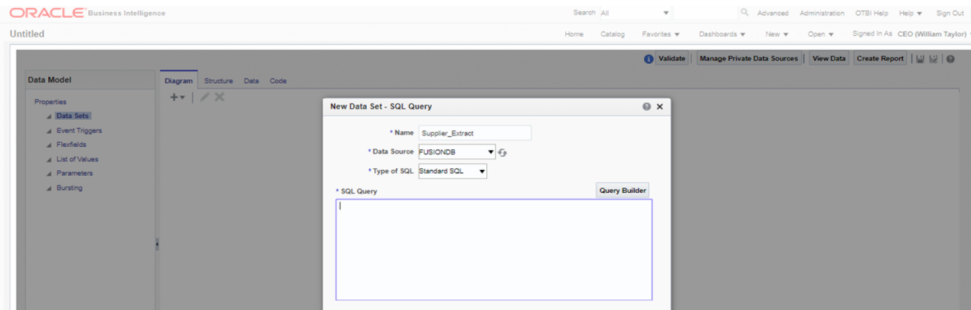 ORACLE Business Intelligence
Search All Advanced Administration OTBI Help Help Sign Out
Untitled
Home Catalog Favorites Dashboards New Open Signed In As CEO (William Taylor)
Validate Manage Private Data Sources View Data Create Report
Data Model
Diagram Structure Data Code
Properties
Data Sets
Event Triggers
Flexfields
List of Values
Parameters
Bursting
New Data Set - SQL Query
* Name Supplier_Extract
* Data Source FUSIONDB
* Type of SQL Standard SQL
* SQL Query
Query Builder